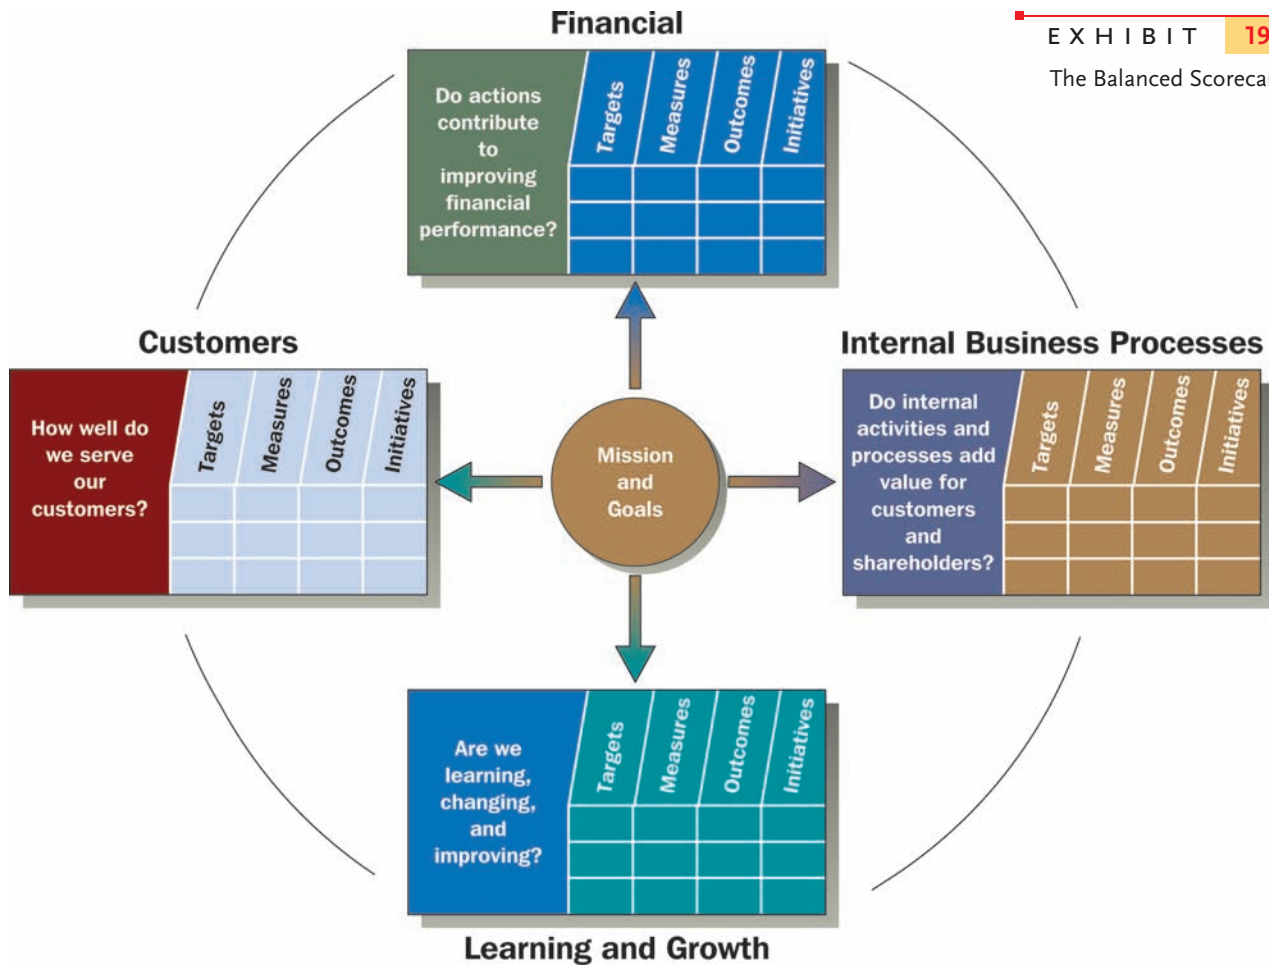 Financial
EXHIBIT 19
The Balanced Scorecar
Do actions
contribute
to
improving
financial
performance?
Targets
Measures
Outcomes
Initiatives
Customers
How well do
we serve
our
customers?
Targets
Measures
Outcomes
Initiatives
Mission
and
Goals
Internal Business Processes
Do internal
activities and
processes add
value for
customers
and
shareholders?
Targets
Measures
Outcomes
Initiatives
Are we
learning,
changing,
and
improving?
Targets
Measures
Outcomes
Initiatives
Learning and Growth